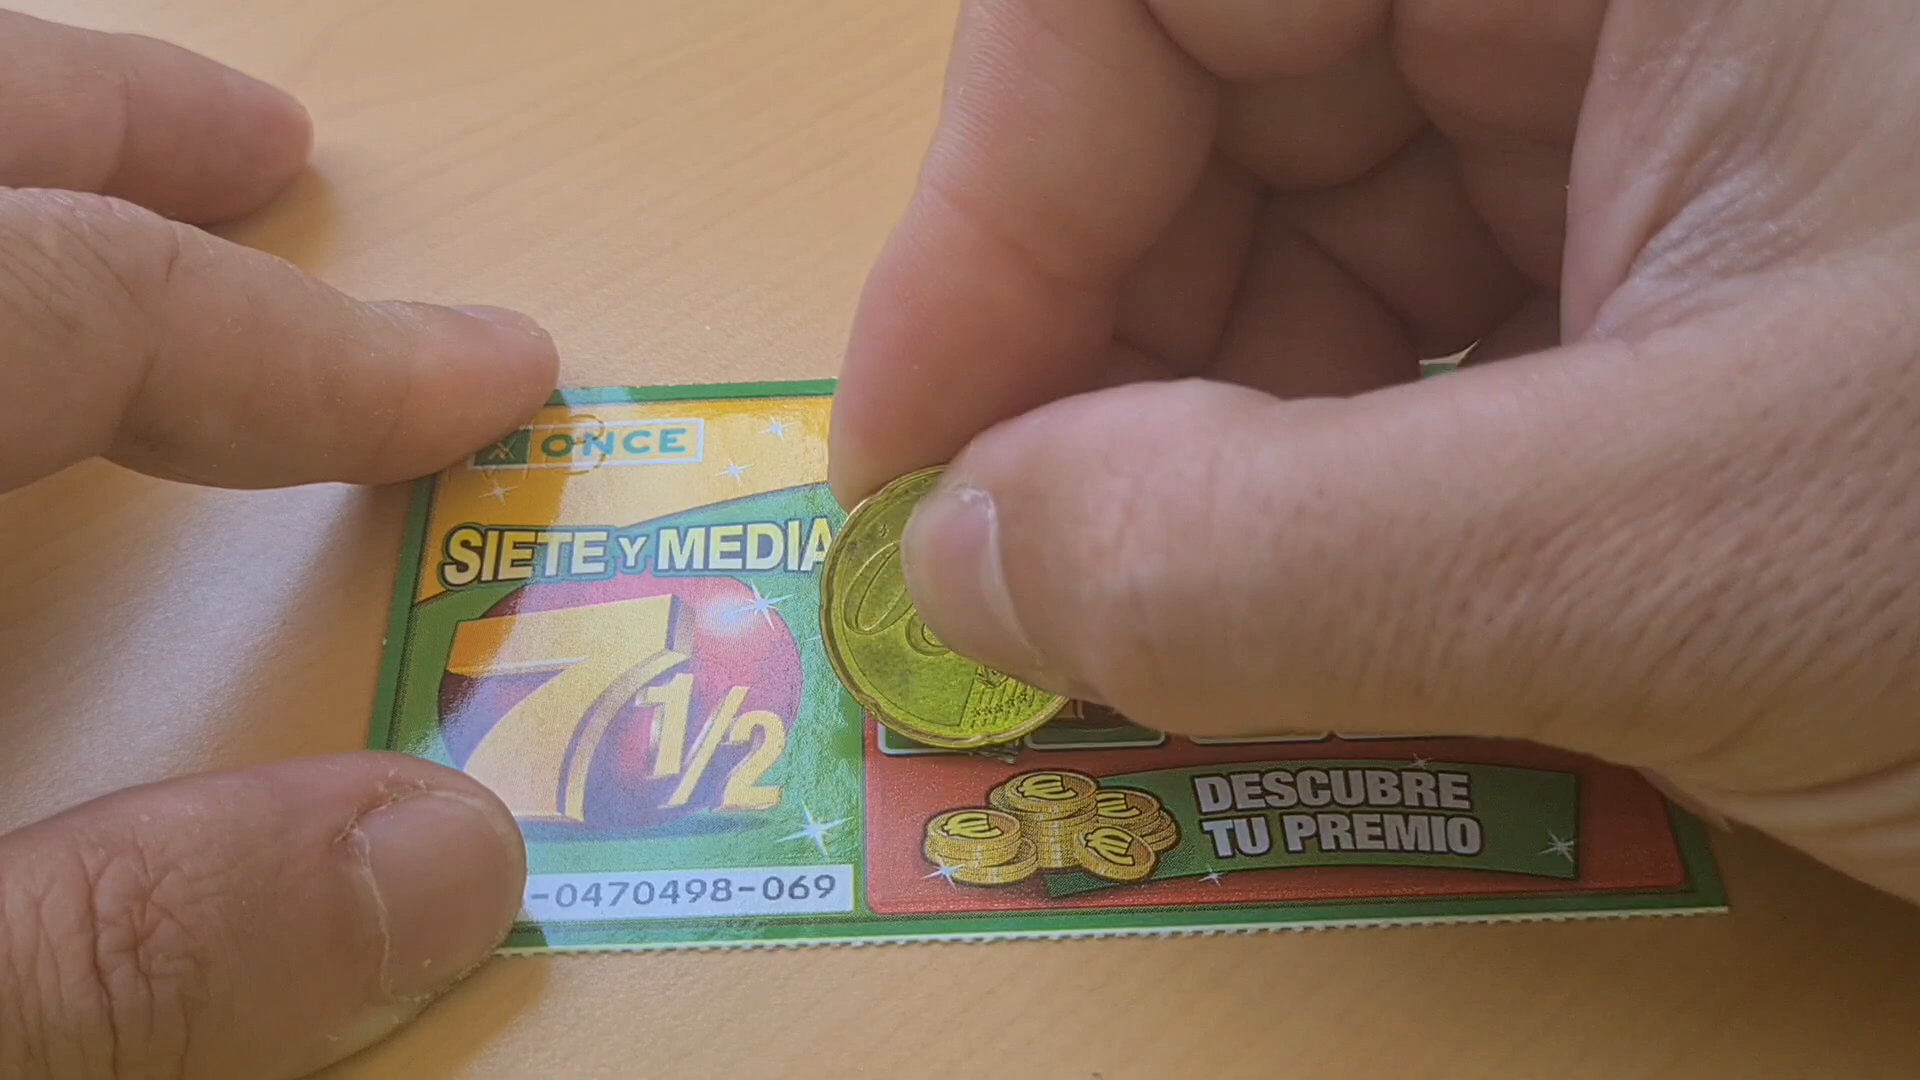 ONCE
SIETE Y MEDIA
7 1/2
-0470498-069
DESCUBRE
TU PREMIO